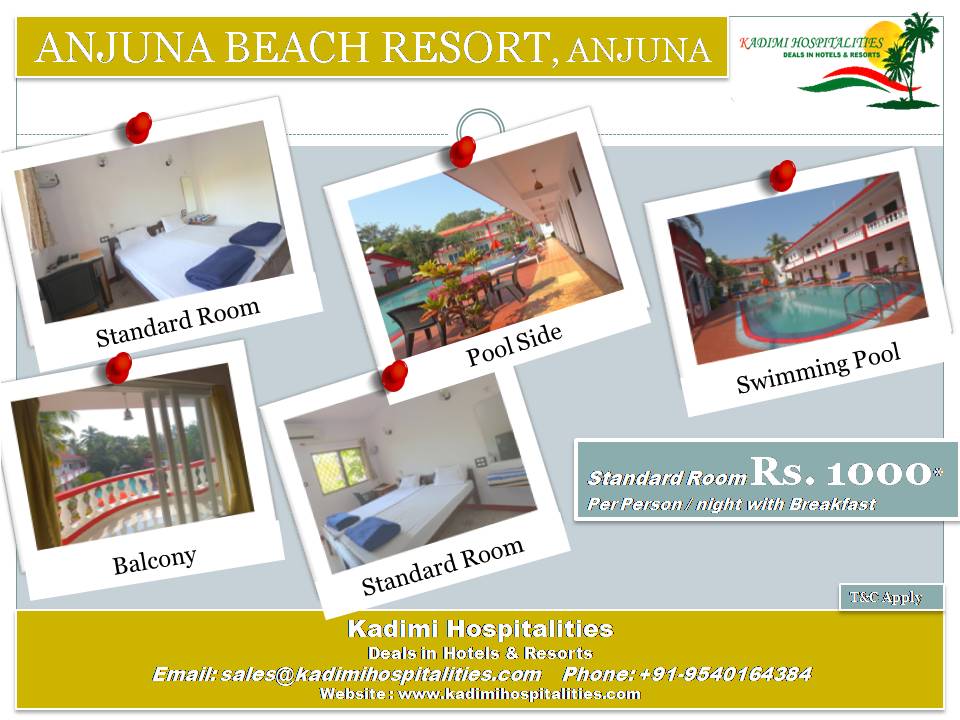 ANJUNA BEACH RESORT, ANJUNA
KADIMI HOSPITALITIES
DEALS IN HOTELS & RESORTS
Standard Room
Pool Side
Swimming Pool
Balcony
Standard Room
Standard Room Rs. 1000*
Per Person / night with Breakfast
T&C Apply
Kadimi Hospitalities
Deals in Hotels & Resorts
Email: sales@kadimihospitalities.com Phone: +91-9540164384
Website : www.kadimihospitalities.com